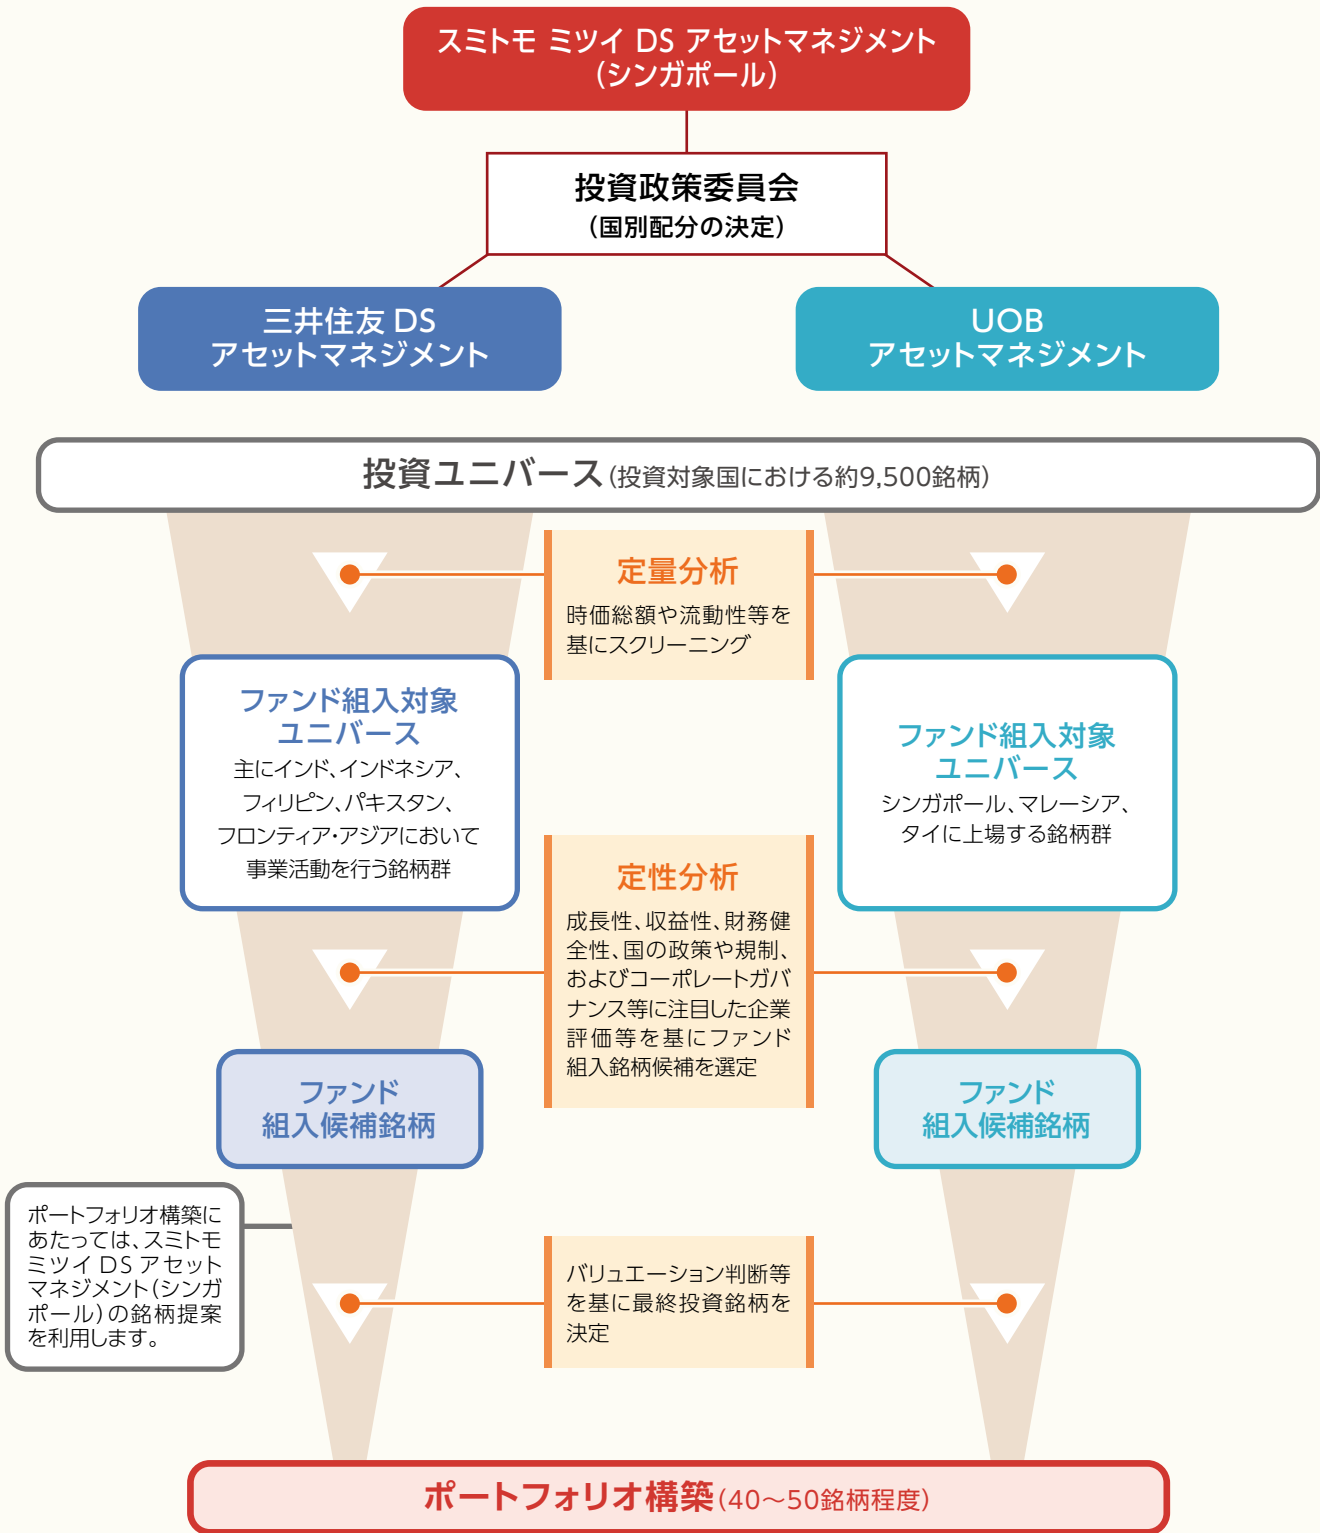 スミトモ ミツイ DS アセットマネジメント
(シンガポール)
投資政策委員会
(国別配分の決定)
三井住友 DS
アセットマネジメント
UOB
アセットマネジメント
投資ユニバース(投資対象国における約9,500銘柄)
定量分析
時価総額や流動性等を
基にスクリーニング
ファンド組入対象
ユニバース
主にインド、インドネシア、
フィリピン、パキスタン、
フロンティア・アジアにおいて
事業活動を行う銘柄群
ファンド組入対象
ユニバース
シンガポール、マレーシア、
タイに上場する銘柄群
定性分析
成長性、収益性、財務健
全性、国の政策や規制、
およびコーポレートガバ
ナンス等に注目した企業
評価等を基にファンド
組入銘柄候補を選定
ファンド
組入候補銘柄
ファンド
組入候補銘柄
ポートフォリオ構築に
あたっては、スミトモ
ミツイ DS アセット
マネジメント(シンガ
ポール)の銘柄提案
を利用します。
バリュエーション判断等
を基に最終投資銘柄を
決定
ポートフォリオ構築(40～50銘柄程度)